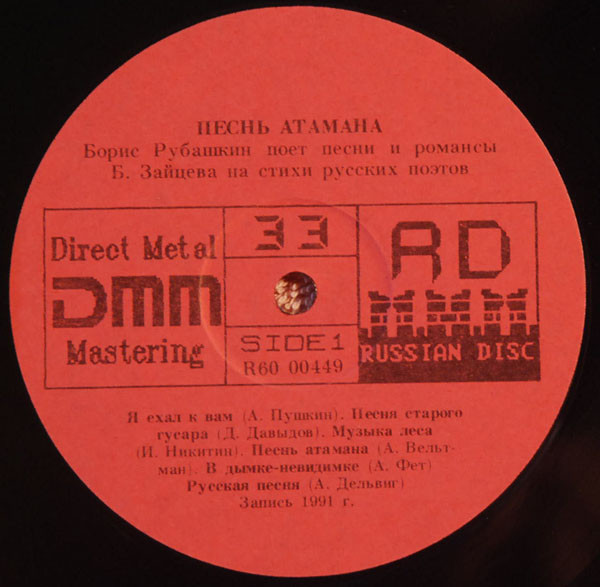 ПЕСНЬ АТАМАНА
Борис Рубашкин поет песни и романсы
Б. Зайцева на стихи русских поэтов
Direct Metal
DMM
Mastering
33
SIDE 1
R60 00449
RD
RUSSIAN DISC
Я ехал к вам (А. Пушкин). Песня старого
гусара (Д. Давыдов). Музыка леса
(И. Никитин). Песнь атамана (А. Вельт-
ман). В дымке-невидимке (А. Фет)
Русская песня (А. Дельвиг)
Запись 1991 г.